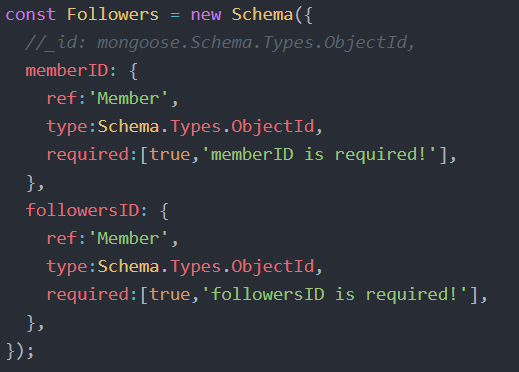 const Followers = new Schema({
  //_id: mongoose.Schema.Types.ObjectId,
  memberID: {
    ref:'Member',
    type:Schema.Types.ObjectId,
    required:[true,'memberID is required!'],
  },
  followersID: {
    ref:'Member',
    type:Schema.Types.ObjectId,
    required:[true,'followersID is required!'],
  },
});